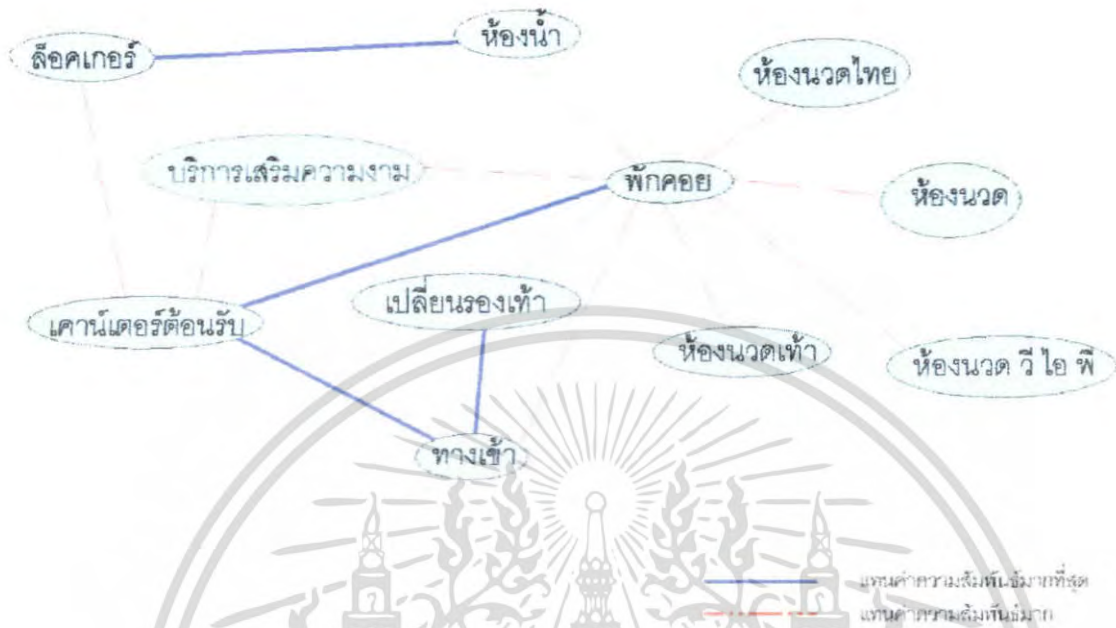 ล็อคเกอร์
ห้องน้ำ
ห้องนวดไทย
บริการเสริมความงาม
พักคอย
ห้องนวด
เคาน์เตอร์ต้อนรับ
เปลี่ยนรองเท้า
ห้องนวดเท้า
ห้องนวด วี ไอ พี
ทางเข้า
แทนค่าความสัมพันธ์มากที่สุด
แทนค่าความสัมพันธ์มาก